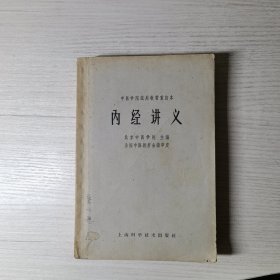 中医学院试用教材重订本
内经讲义
北京中医学院 主编
全国中医教材会议审定
上海科学技术出版社